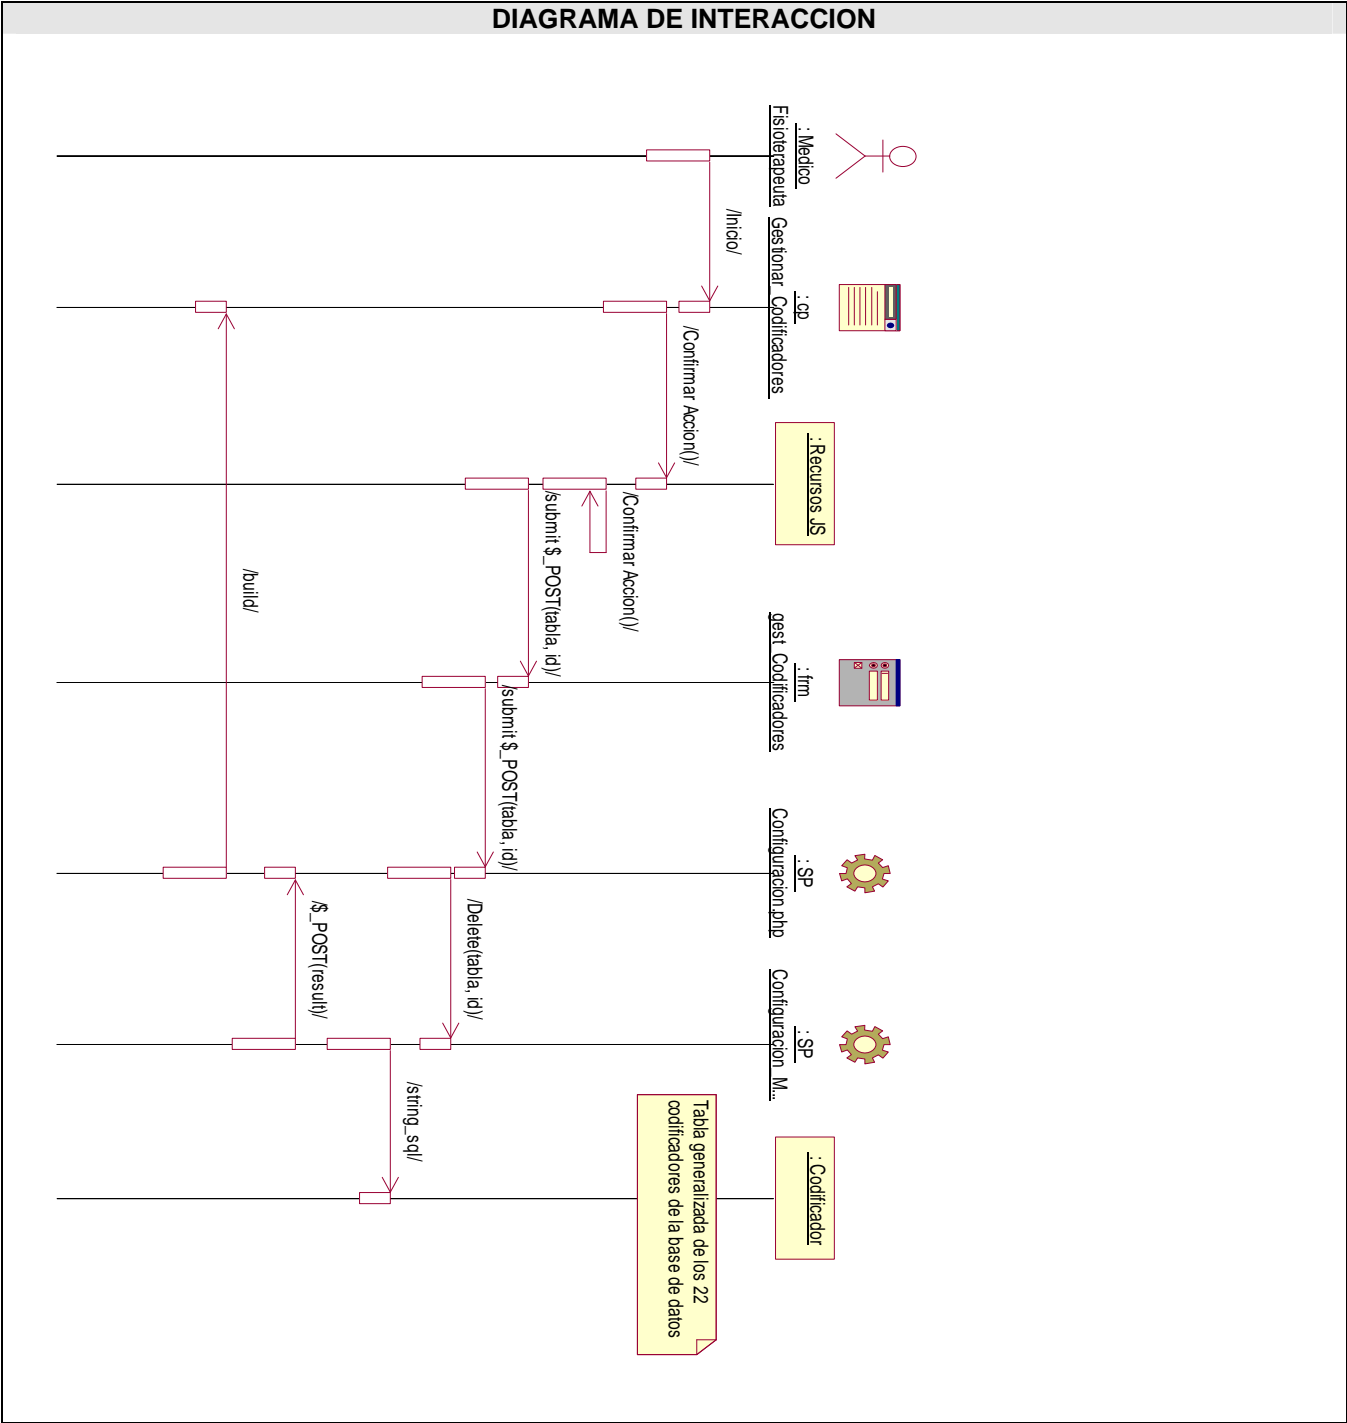 DIAGRAMA DE INTERACCION
: Medico
Fisioterapeuta
: cp
Gestionar_Codificadores
: Recursos JS
: frm
gest_Codificadores
: SP
Configuracion.php
: SP
Configuracion_M...
: Codificador
Tabla generalizada de los 22
codificadores de la base de datos
/Inicio/
/Confirmar Accion()/
/Confirmar Accion()/
/submit $_POST(tabla, id)/
/submit $_POST(tabla, id)/
/Delete(tabla, id)/
/string_sql/
/$_POST(result)/
/build/